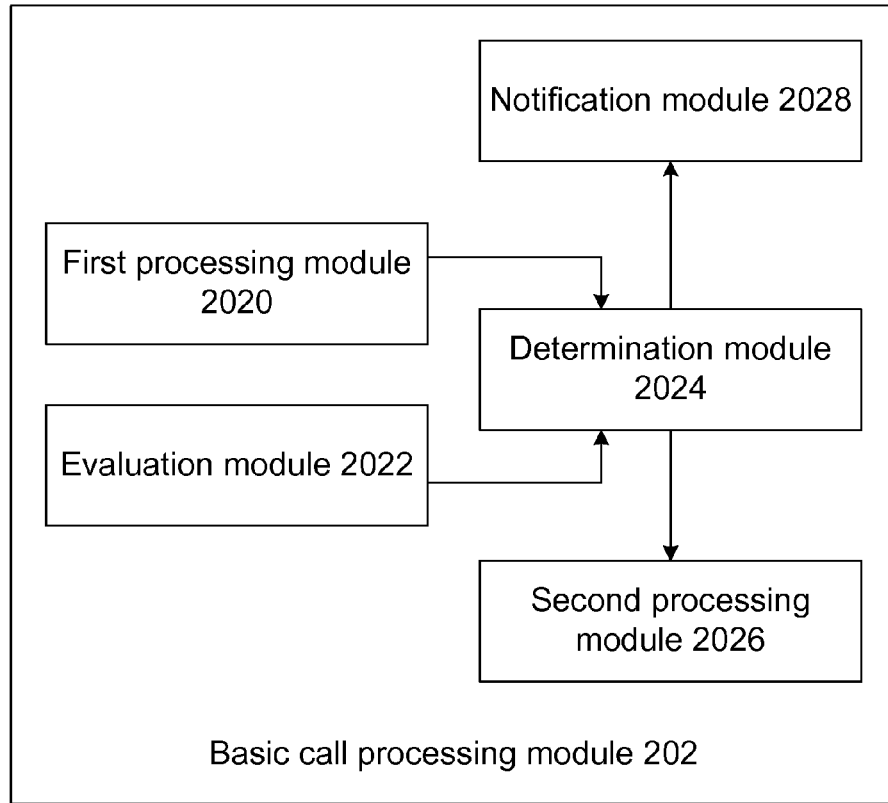 Notification module 2028
First processing module
2020
Determination module
2024
Evaluation module 2022
Second processing
module 2026
Basic call processing module 202